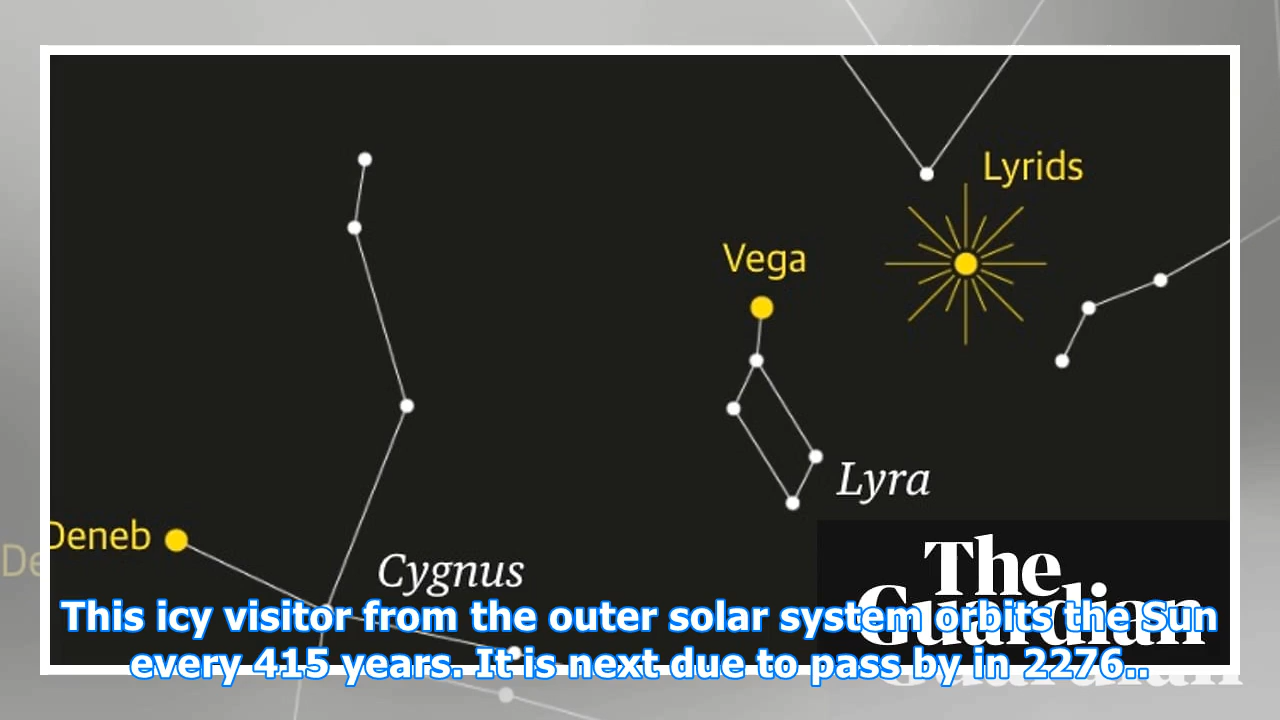 Lyrids
Vega
Lyra
Deneb
De
Cygnus
The
Guardian
This icy visitor from the outer solar system orbits the Sun
every 415 years. It is next due to pass by in 2276..